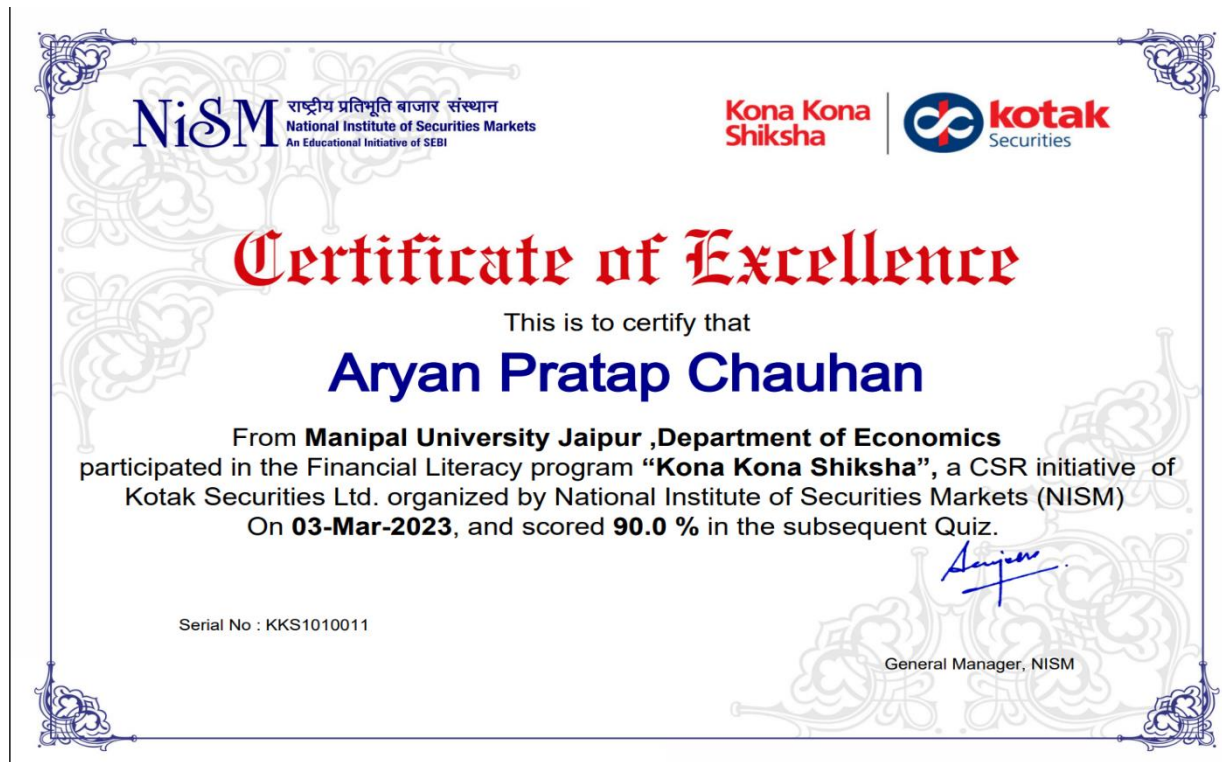 NiSM
राष्ट्रीय प्रतिभूति बाजार संस्थान
National Institute of Securities Markets
An Educational Initiative of SEBI
Kona Kona
Shiksha
kotak
Securities
Certificate of Excellence
This is to certify that
Aryan Pratap Chauhan
From Manipal University Jaipur ,Department of Economics
participated in the Financial Literacy program “Kona Kona Shiksha”, a CSR initiative of
Kotak Securities Ltd. organized by National Institute of Securities Markets (NISM)
On 03-Mar-2023, and scored 90.0 % in the subsequent Quiz.
Serial No : KKS1010011
General Manager, NISM